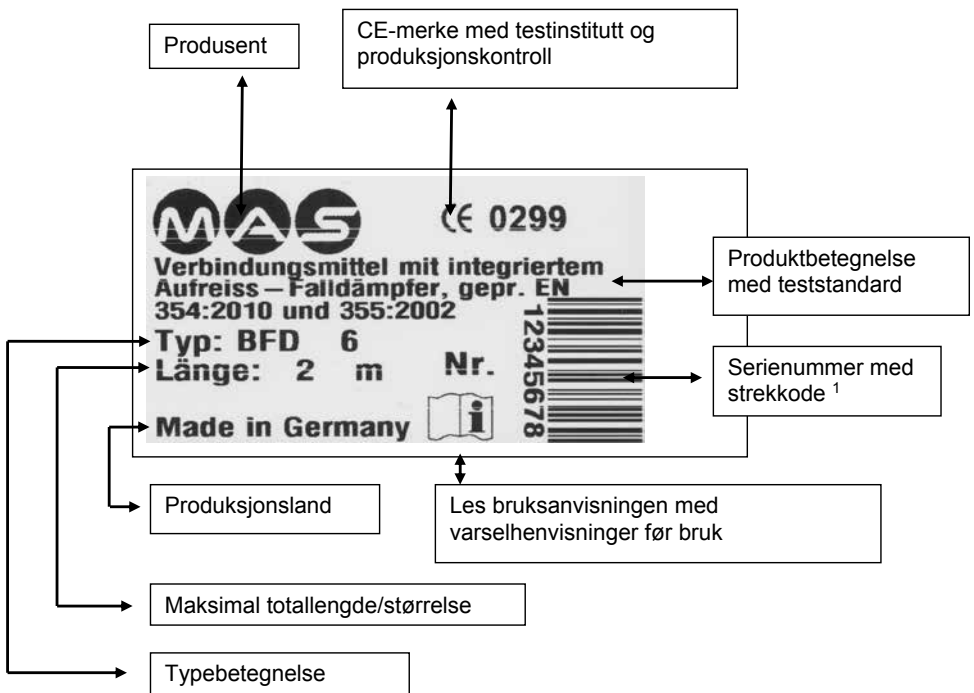 Produsent
CE-merke med testinstitutt og
produksjonskontroll
MAS
CE 0299
Verbindungsmittel mit integriertem
Aufreiss – Falldämpfer, gepr. EN
354:2010 und 355:2002
Typ: BFD 6
Länge: 2 m
Nr.
12345678
Made in Germany
i
Produktbetegnelse
med teststandard
Serienummer med
strekkode 1
Produksjonsland
Les bruksanvisningen med
varselhenvisninger før bruk
Maksimal totallengde/størrelse
Typebetegnelse